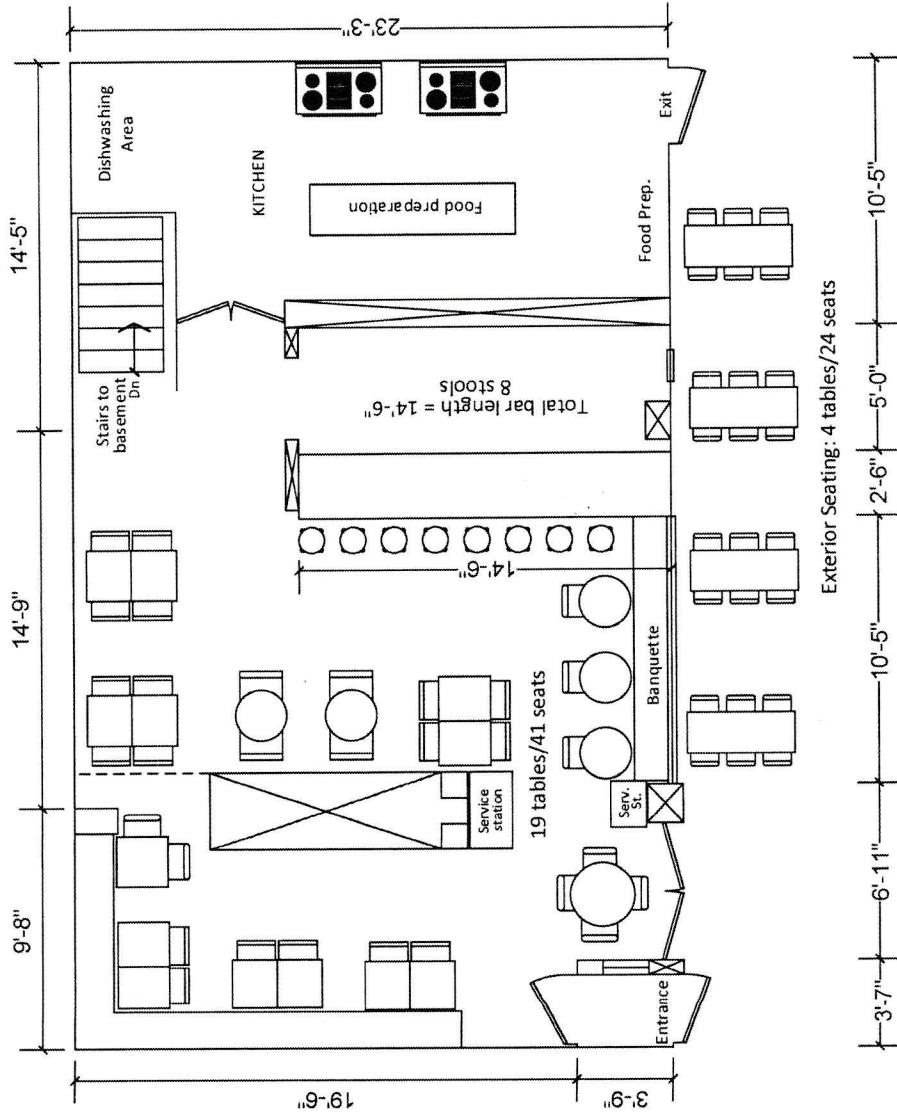 23'-3"
14'-5"
14'-9"
9'-8"
Dishwashing
Area
KITCHEN
Food preparation
Food Prep.
Exit
Stairs to
basement
Dn
Total bar length = 14'-6"
8 stools
14'-6"
19 tables/41 seats
Service
station
Serv.
St.
Banquette
Entrance
Exterior Seating: 4 tables/24 seats
10'-5"
5'-0"
2'-6"
10'-5"
6'-11"
3'-7"
19'-6"
3'-9"